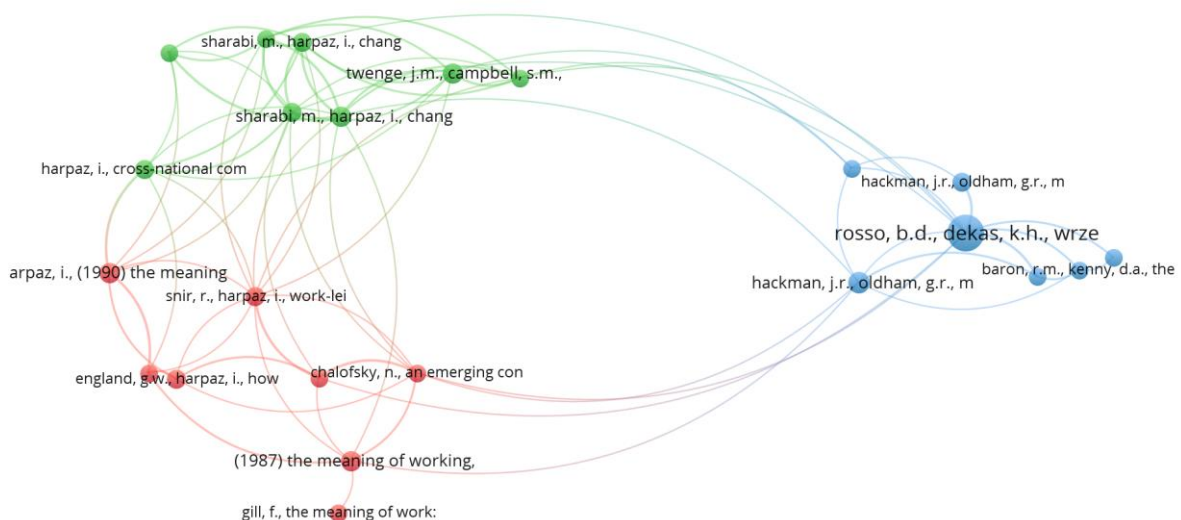 sharabi, m., harpaz, i., chang
twenge, j.m., campbell, s.m.,
sharabi, m., harpaz, i., chang
harpaz, i., cross-national com
hackman, j.r., oldham, g.r., m
rosso, b.d., dekas, k.h., wrze
baron, r.m., kenny, d.a., the
hackman, j.r., oldham, g.r., m
arpaz, i., (1990) the meaning
snir, r., harpaz, i., work-lei
england, g.w., harpaz, i., how
chalofsky, n., an emerging con
(1987) the meaning of working,
gill, f., the meaning of work: